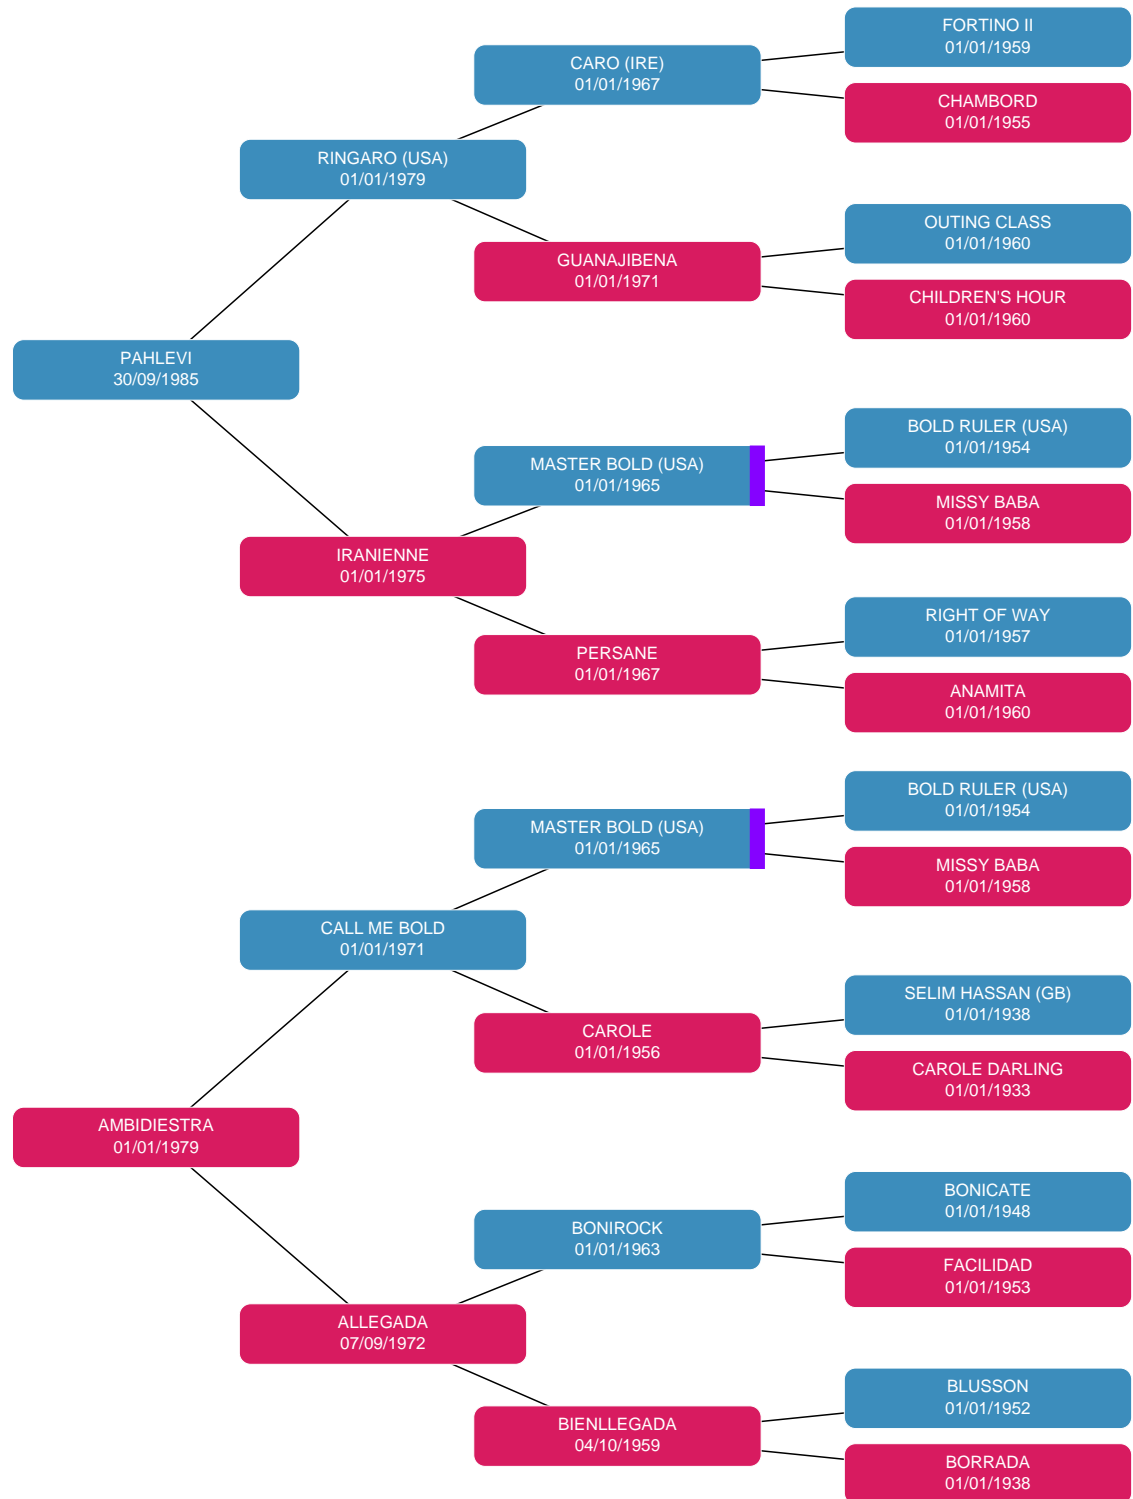 FORTINO II
01/01/1959
CARO (IRE)
01/01/1967
CHAMBORD
01/01/1955
RINGARO (USA)
01/01/1979
OUTING CLASS
01/01/1960
GUANAJIBENA
01/01/1971
CHILDREN'S HOUR
01/01/1960
PAHLEVI
30/09/1985
BOLD RULER (USA)
01/01/1954
MASTER BOLD (USA)
01/01/1965
MISSY BABA
01/01/1958
IRANIENNE
01/01/1975
RIGHT OF WAY
01/01/1957
PERSANE
01/01/1967
ANAMITA
01/01/1960
BOLD RULER (USA)
01/01/1954
MASTER BOLD (USA)
01/01/1965
MISSY BABA
01/01/1958
CALL ME BOLD
01/01/1971
SELIM HASSAN (GB)
01/01/1938
CAROLE
01/01/1956
CAROLE DARLING
01/01/1933
AMBIDIESTRA
01/01/1979
BONICATE
01/01/1948
BONIROCK
01/01/1963
FACILIDAD
01/01/1953
ALLEGADA
07/09/1972
BLUSSON
01/01/1952
BIENLLEGADA
04/10/1959
BORRADA
01/01/1938